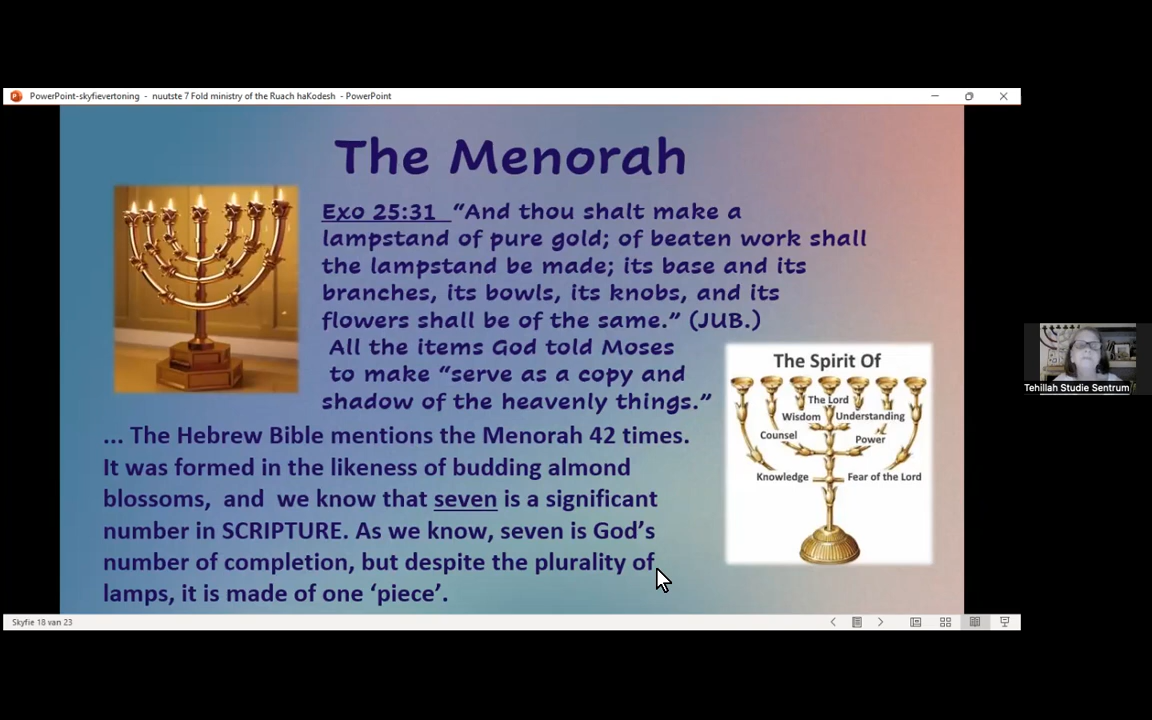 PowerPoint-skyfievertoning - nuutste 7 Fold ministry of the Ruach haKodesh - PowerPoint
The Menorah
Exo 25:31 “And thou shalt make a
lampstand of pure gold; of beaten work shall
the lampstand be made; its base and its
branches, its bowls, its knobs, and its
flowers shall be of the same.” (JUB.)
All the items God told Moses
to make “serve as a copy and
shadow of the heavenly things.”
... The Hebrew Bible mentions the Menorah 42 times.
It was formed in the likeness of budding almond
blossoms, and we know that seven is a significant
number in SCRIPTURE. As we know, seven is God’s
number of completion, but despite the plurality of
lamps, it is made of one ‘piece’.
The Spirit Of
The Lord
Wisdom Understanding
Counsel Power
Knowledge Fear of the Lord
Tehillah Studie Sentrum
Skyfie 18 van 23